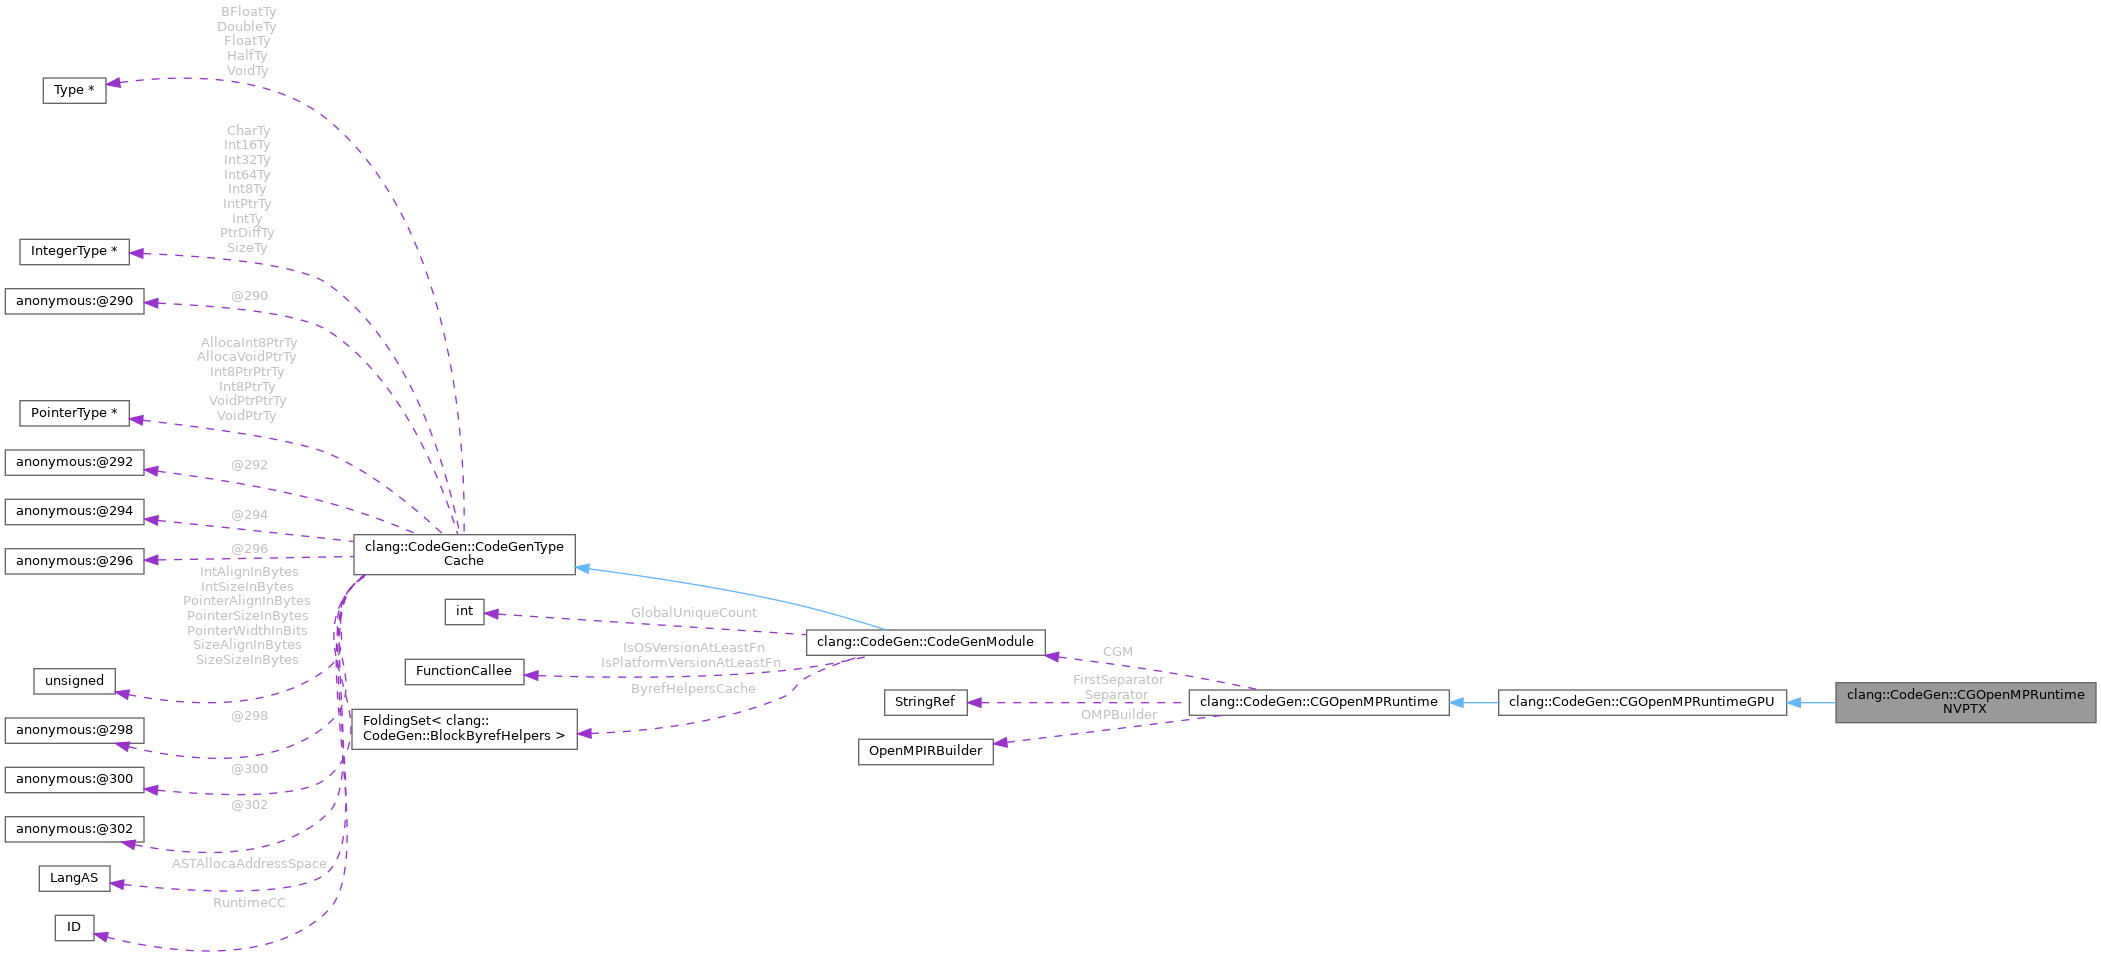 BFloatTy
DoubleTy
FloatTy
HalfTy
VoidTy
Type *
CharTy
Int16Ty
Int32Ty
Int64Ty
Int8Ty
IntPtrTy
IntTy
PtrDiffTy
SizeTy
IntegerType *
@290
anonymous:@290
AllocaInt8PtrTy
AllocaVoidPtrTy
Int8PtrPtrTy
Int8PtrTy
VoidPtrPtrTy
VoidPtrTy
PointerType *
@292
anonymous:@292
@294
anonymous:@294
@296
anonymous:@296
IntAlignInBytes
IntSizeInBytes
PointerAlignInBytes
PointerSizeInBytes
PointerWidthInBits
SizeAlignInBytes
SizeSizeInBytes
unsigned
@298
anonymous:@298
@300
anonymous:@300
@302
anonymous:@302
ASTAllocaAddressSpace
LangAS
RuntimeCC
ID
clang::CodeGen::CodeGenType
Cache
int
GlobalUniqueCount
IsOSVersionAtLeastFn
IsPlatformVersionAtLeastFn
FunctionCallee
ByrefHelpersCache
FoldingSet< clang::
CodeGen::BlockByrefHelpers >
clang::CodeGen::CodeGenModule
CGM
FirstSeparator
Separator
StringRef
OMPBuilder
OpenMPIRBuilder
clang::CodeGen::CGOpenMPRuntime
clang::CodeGen::CGOpenMPRuntimeGPU
clang::CodeGen::CGOpenMPRuntime
NVPTX